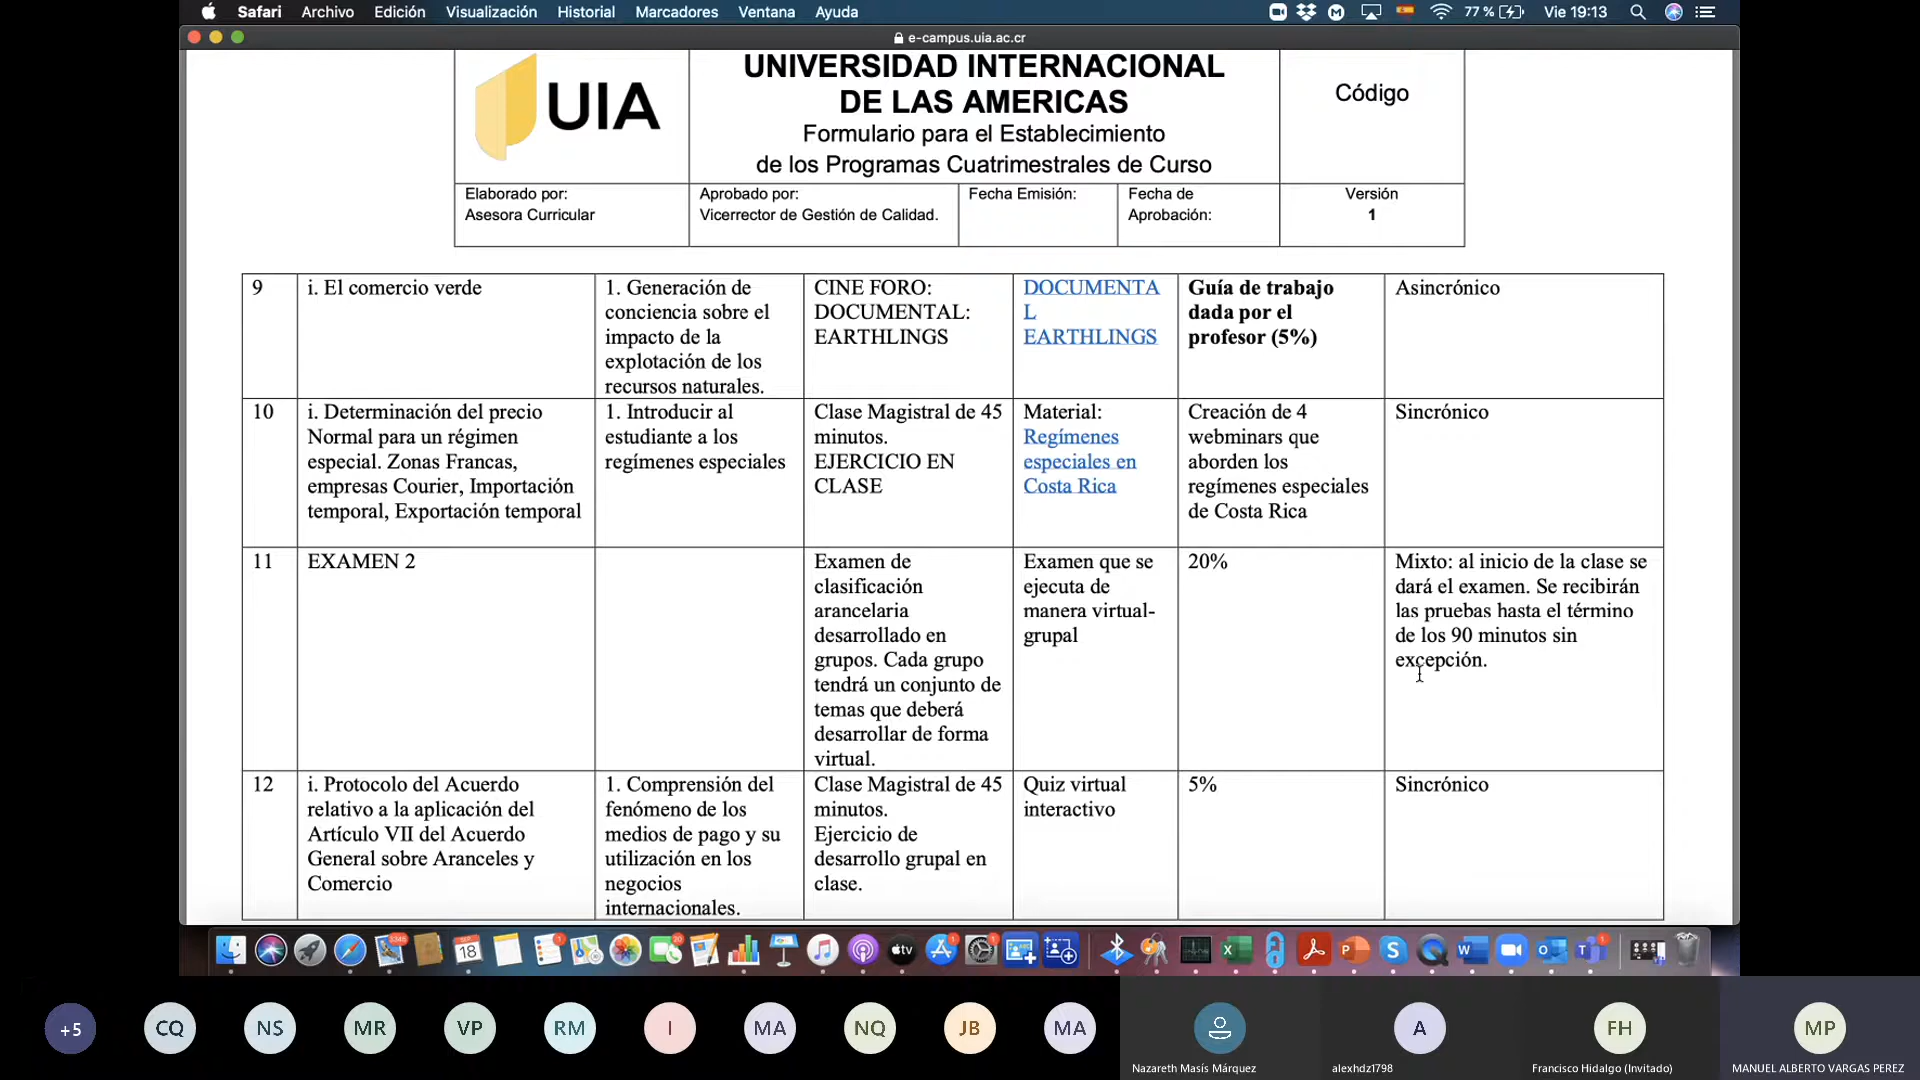 Safari Archivo Edición Visualización Historial Marcadores Ventana Ayuda 77 % Vie 19:13
e-campus.uia.ac.cr
UIA
UNIVERSIDAD INTERNACIONAL
DE LAS AMERICAS
Formulario para el Establecimiento
de los Programas Cuatrimestrales de Curso
Código
Elaborado por:
Asesora Curricular
Aprobado por:
Vicerrector de Gestión de Calidad.
Fecha Emisión:
Fecha de
Aprobación:
Versión
1
9
i. El comercio verde
1. Generación de
conciencia sobre el
impacto de la
explotación de los
recursos naturales.
CINE FORO:
DOCUMENTAL:
EARTHLINGS
DOCUMENTA
L
EARTHLINGS
Guía de trabajo
dada por el
profesor (5%)
Asincrónico
10
i. Determinación del precio
Normal para un régimen
especial. Zonas Francas,
empresas Courier, Importación
temporal, Exportación temporal
1. Introducir al
estudiante a los
regímenes especiales
Clase Magistral de 45
minutos.
EJERCICIO EN
CLASE
Material:
Regímenes
especiales en
Costa Rica
Creación de 4
webminars que
aborden los
regímenes especiales
de Costa Rica
Sincrónico
11
EXAMEN 2
Examen de
clasificación
arancelaria
desarrollado en
grupos. Cada grupo
tendrá un conjunto de
temas que deberá
desarrollar de forma
virtual.
Examen que se
ejecuta de
manera virtual-
grupal
20%
Mixto: al inicio de la clase se
dará el examen. Se recibirán
las pruebas hasta el término
de los 90 minutos sin
excepción.
12
i. Protocolo del Acuerdo
relativo a la aplicación del
Artículo VII del Acuerdo
General sobre Aranceles y
Comercio
1. Comprensión del
fenómeno de los
medios de pago y su
utilización en los
negocios
internacionales.
Clase Magistral de 45
minutos.
Ejercicio de
desarrollo grupal en
clase.
Quiz virtual
interactivo
5%
Sincrónico
18
tv
+5 CQ NS MR VP RM I MA NQ JB MA A FH MP
Nazareth Masís Márquez alexhdz1798 Francisco Hidalgo (Invitado) MANUEL ALBERTO VARGAS PEREZ